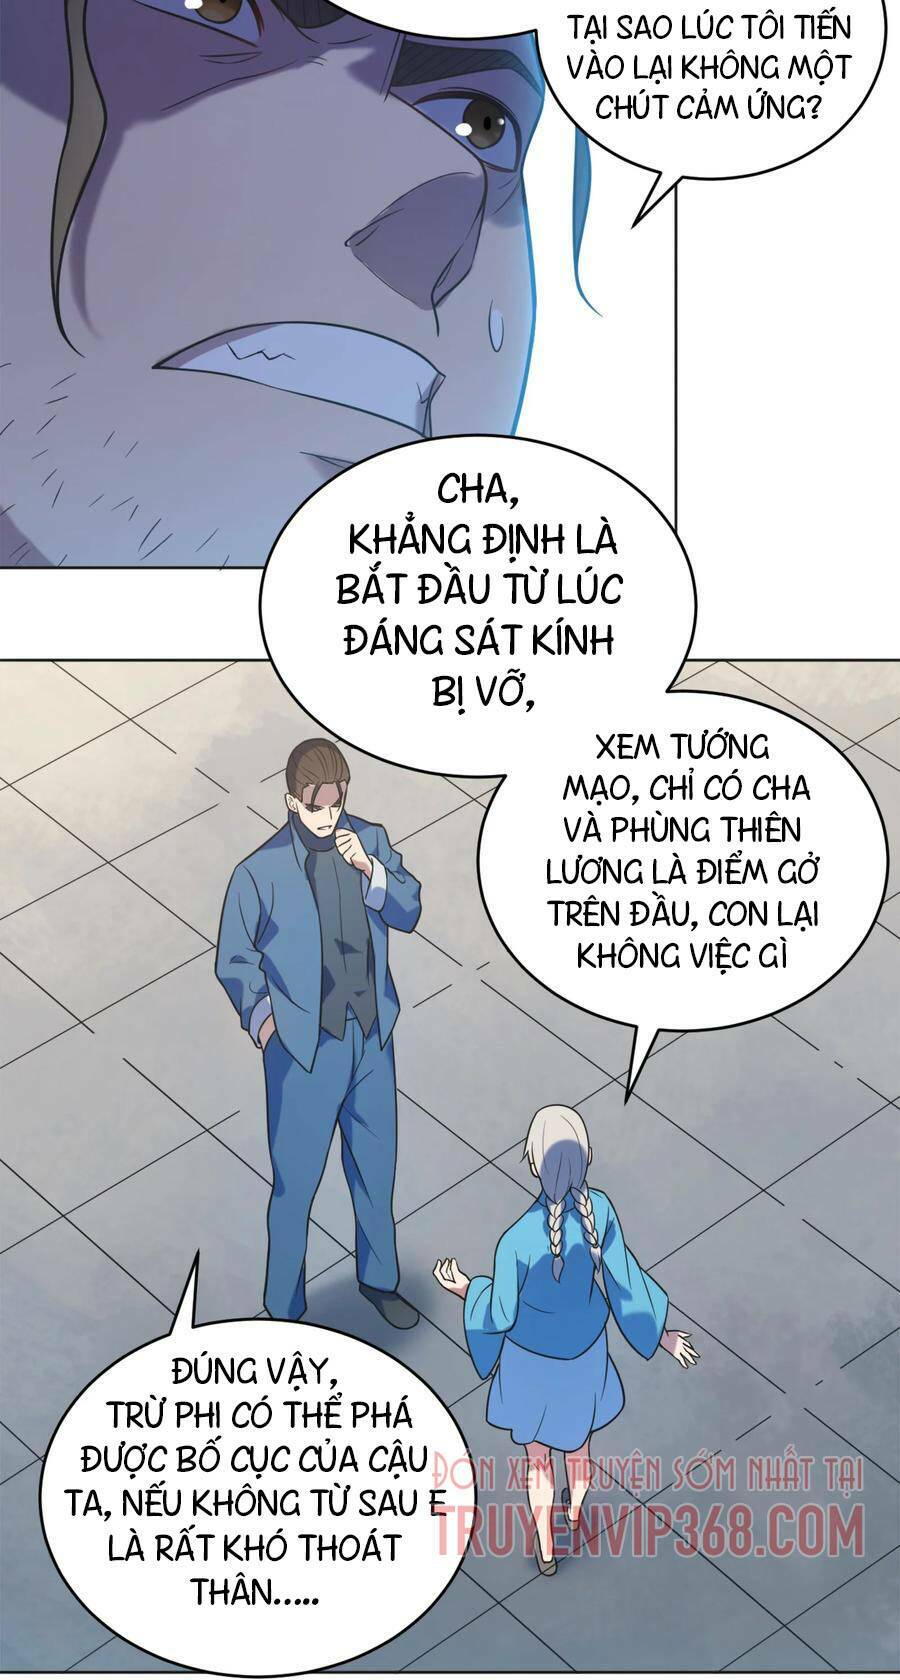 TẠI SAO LÚC TÔI TIẾN
VÀO LẠI KHÔNG MỘT
CHÚT CẢM ỨNG?
CHA,
KHẲNG ĐỊNH LÀ
BẮT ĐẦU TỪ LÚC
ĐÁNG SÁT KÍNH
BỊ VỠ,
XEM TƯỚNG
MẠO, CHỈ CÓ CHA
VÀ PHÙNG THIÊN
LƯƠNG LÀ ĐIỂM GỞ
TRÊN ĐẦU, CON LẠI
KHÔNG VIỆC GÌ
ĐÚNG VẬY,
TRỪ PHI CÓ THỂ PHÁ
ĐƯỢC BỐ CỤC CỦA CẬU
TA, NẾU KHÔNG TỪ SAU E
LÀ RẤT KHÓ THOÁT
THÂN.....
ĐÓN XEM TRUYỆN SỚM NHẤT TẠI
TRUYENVIP368.COM